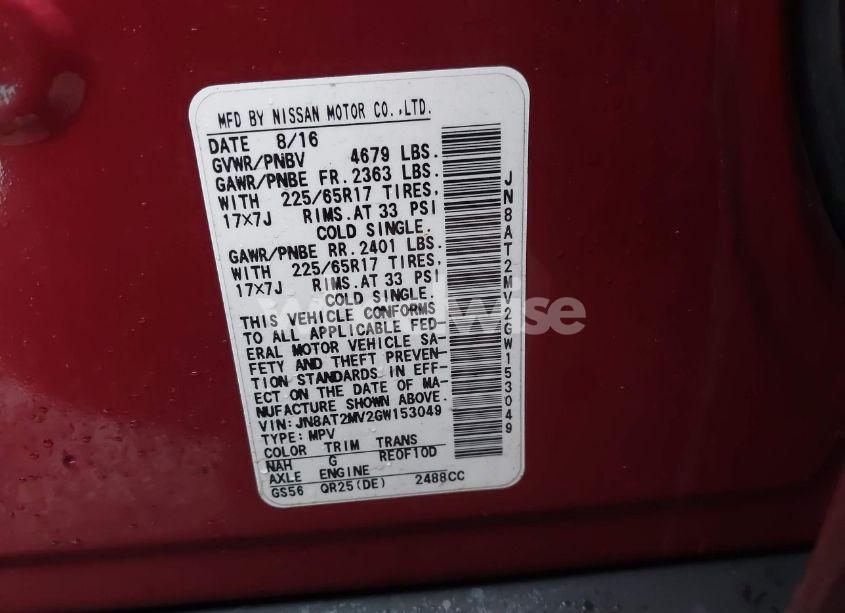 MFD BY NISSAN MOTOR CO.,LTD.
DATE 8/16
GVWR/PNBV 4679 LBS.
GAWR/PNBE FR. 2363 LBS.
WITH 225/65R17 TIRES,
17×7J RIMS.AT 33 PSI
COLD SINGLE.
GAWR/PNBE RR. 2401 LBS.
WITH 225/65R17 TIRES,
17×7J RIMS.AT 33 PSI
COLD SINGLE.
THIS VEHICLE CONFORMS
TO ALL APPLICABLE FED-
ERAL MOTOR VEHICLE SA-
FETY AND THEFT PREVEN-
TION STANDARDS IN EFF-
ECT ON THE DATE OF MA-
NUFACTURE SHOWN ABOVE.
VIN: JN8AT2MV2GW153049
TYPE: MPV
COLOR TRIM TRANS
NAH G RE0F10D
AXLE ENGINE
GS56 QR25(DE) 2488CC
JN8AT2MV2GW153049